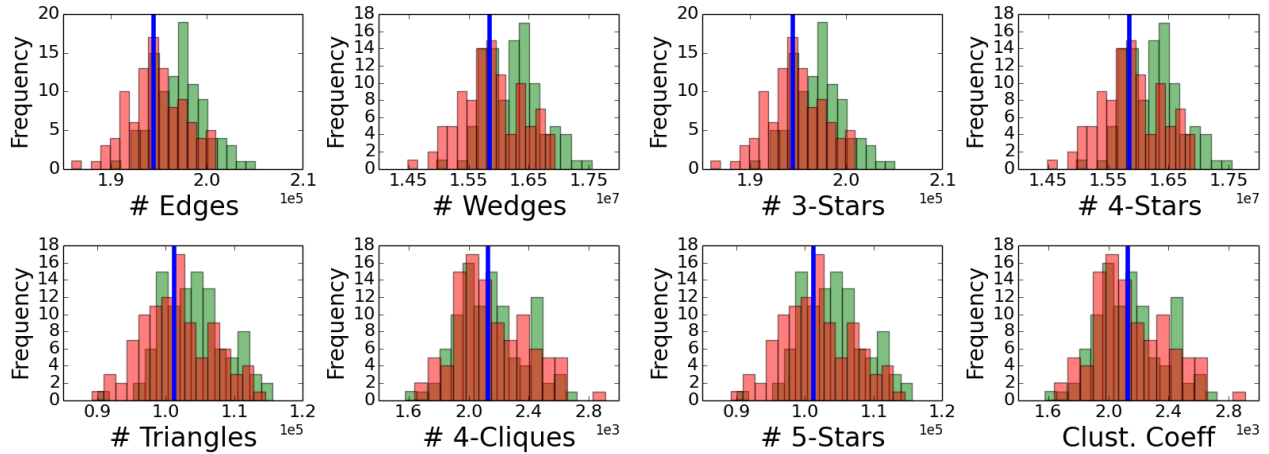 20
15
10
5
0
Frequency
1.9 2.0 2.1
1e5
# Edges
18
16
14
12
10
8
6
4
2
0
Frequency
1.45 1.55 1.65 1.75
1e7
# Wedges
20
15
10
5
0
Frequency
1.9 2.0 2.1
1e5
# 3-Stars
18
16
14
12
10
8
6
4
2
0
Frequency
1.45 1.55 1.65 1.75
1e7
# 4-Stars
18
16
14
12
10
8
6
4
2
0
Frequency
0.9 1.0 1.1 1.2
1e5
# Triangles
18
16
14
12
10
8
6
4
2
0
Frequency
1.6 2.0 2.4 2.8
1e3
# 4-Cliques
18
16
14
12
10
8
6
4
2
0
Frequency
0.9 1.0 1.1 1.2
1e5
# 5-Stars
18
16
14
12
10
8
6
4
2
0
Frequency
1.6 2.0 2.4 2.8
1e3
Clust. Coeff